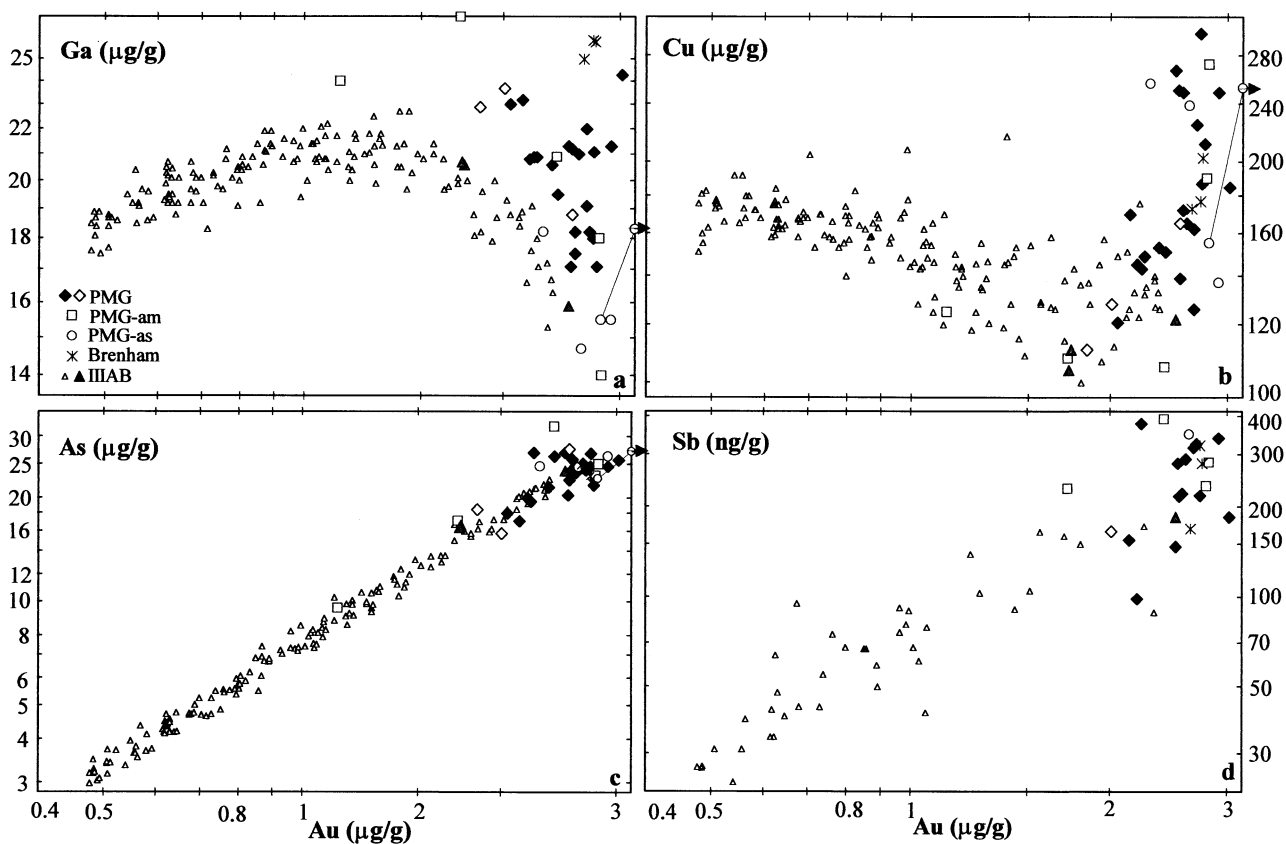 Ga (μg/g)
25
22
20
18
16
14
PMG
PMG-am
PMG-as
Brenham
IIIAB
a
Cu (μg/g)
280
240
200
160
140
120
100
b
As (μg/g)
30
25
20
16
12
10
8
6
5
4
3
c
Sb (ng/g)
400
300
200
150
100
70
50
30
d
0.4 0.5 0.8 1 2 3
Au (μg/g)
0.4 0.5 0.8 1 2 3
Au (μg/g)